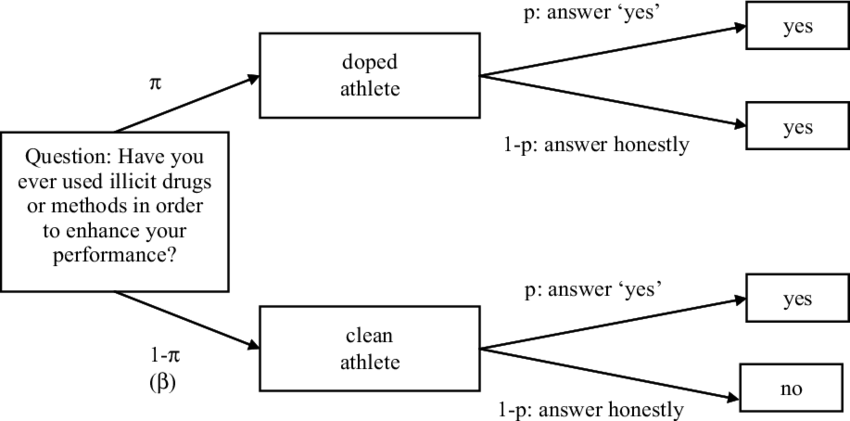 p: answer ‘yes’
yes
doped
athlete
π
yes
1-p: answer honestly
Question: Have you
ever used illicit drugs
or methods in order
to enhance your
performance?
p: answer ‘yes’
yes
clean
athlete
1-π
(β)
no
1-p: answer honestly